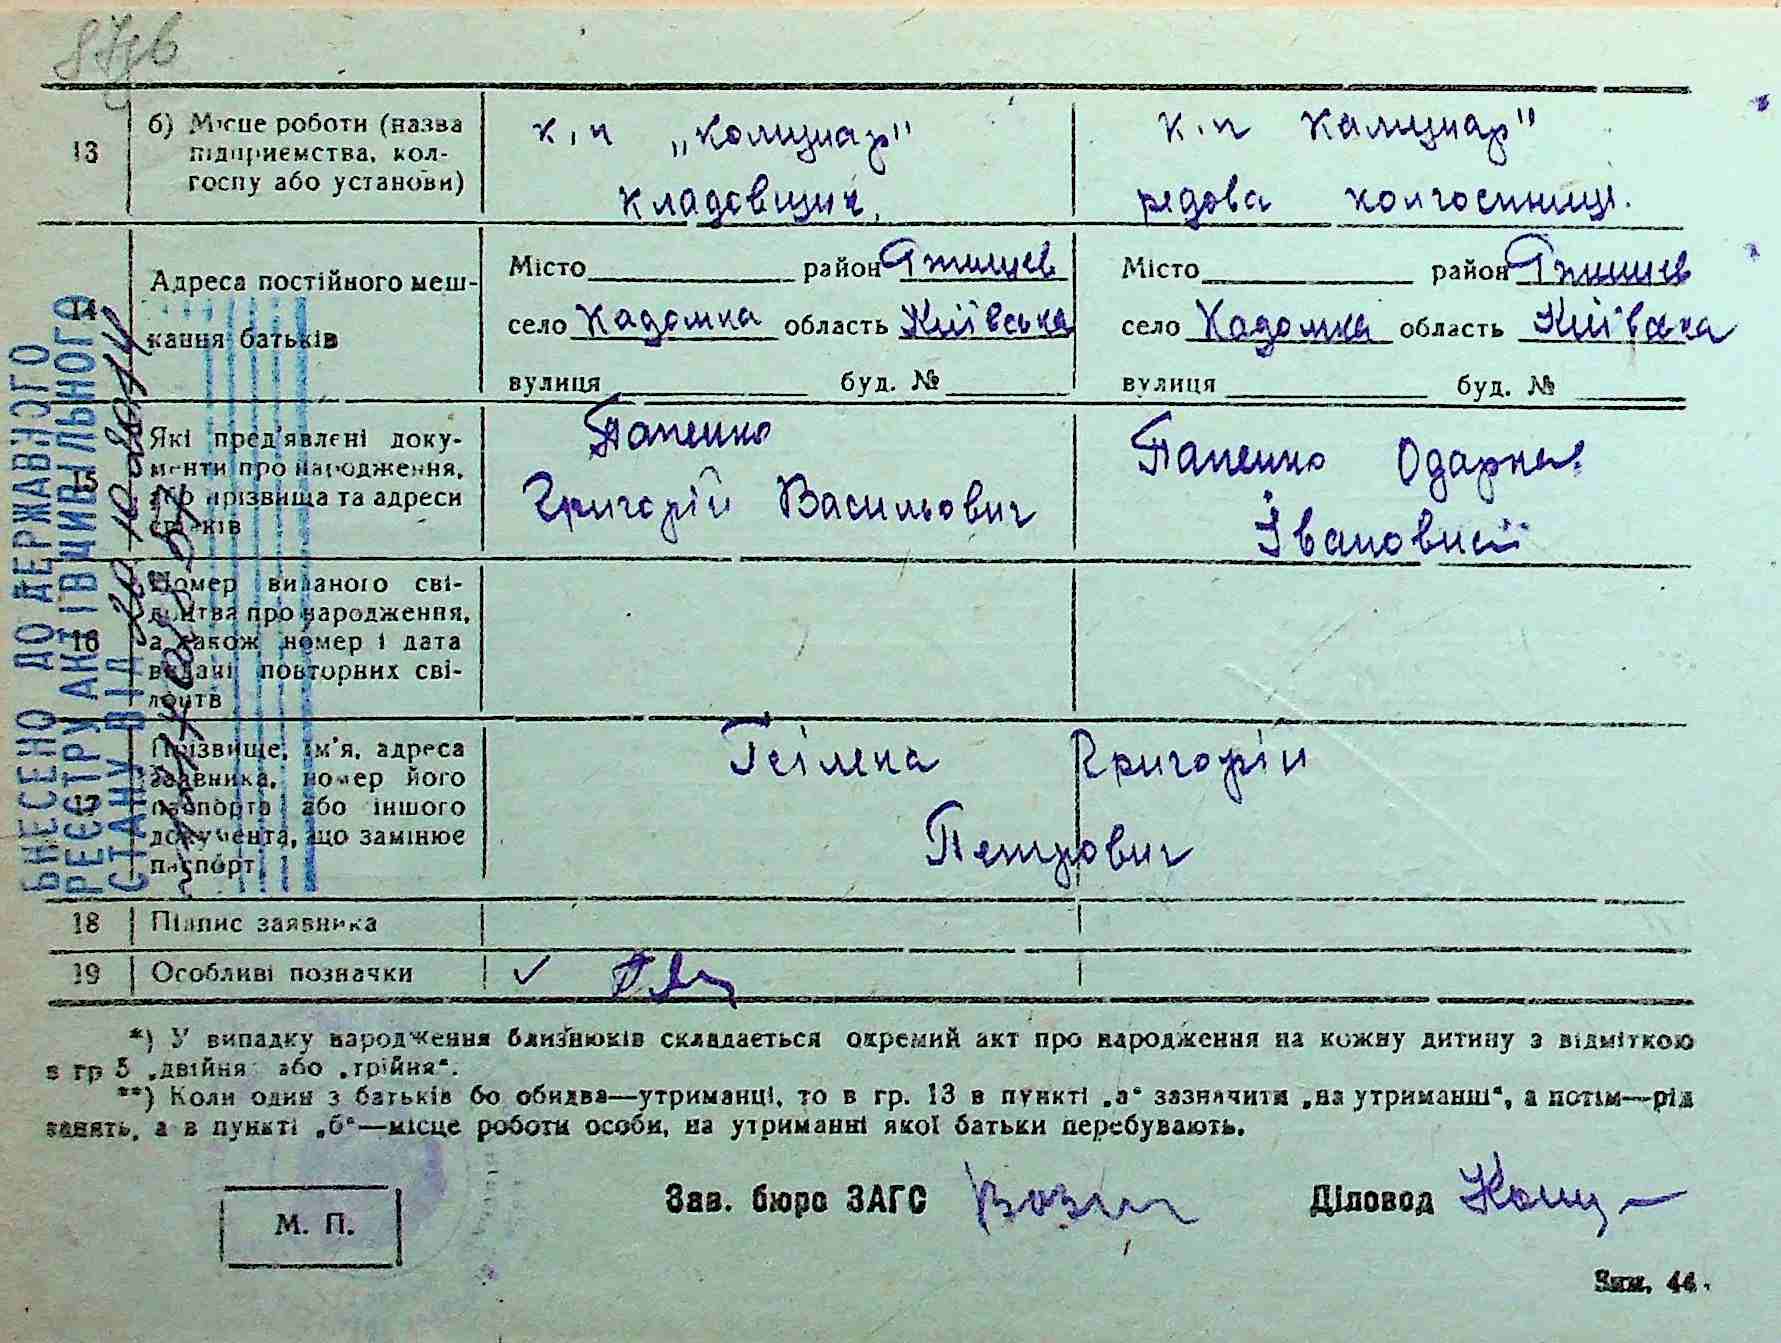 13
б) Місце роботи (назва
підприємства, кол-
госпу або установи)
к.п „Комунар"
кладовщик.
к.п Комунар"
рядова колгоспниця.
14
Адреса постійного меш-
кання батьків
Місто район Ржищев
село Кадомка область Київська
вулиця буд. №
Місто район Ржищев
село Кадомка область Київська
вулиця буд. №
15
Які пред'явлені доку-
менти про народження,
або прізвища та адреси
свідків
Папенко
Григорій Васильович
Папенко Одарка
Івановна
16
Номер виданого сві-
доцтва про народження,
а також номер і дата
видачі повторних сві-
доцтв
17
Прізвище, ім'я, адреса
заявника, номер його
паспорта або іншого
документа, що замінює
паспорт
Григорій
Петрович
18
Підпис заявника
19
Особливі позначки
✓
*) У випадку народження близнюків складається окремий акт про народження на кожну дитину з відміткою
в гр 5 „двійня" або „трійня".
**) Коли один з батьків бо обидва—утриманці, то в гр. 13 в пункті „а" зазначити „на утриманні", а потім—рід
занять, а в пункті „б"—місце роботи особи, на утриманні якої батьки перебувають.
М. П.
Зав. бюро ЗАГС
Діловод
Зим. 44.
ВНЕСЕНО ДО ДЕРЖАВНОГО
РЕЄСТРУ АКТІВ ЦИВІЛЬНОГО
СТАНУ ВІД